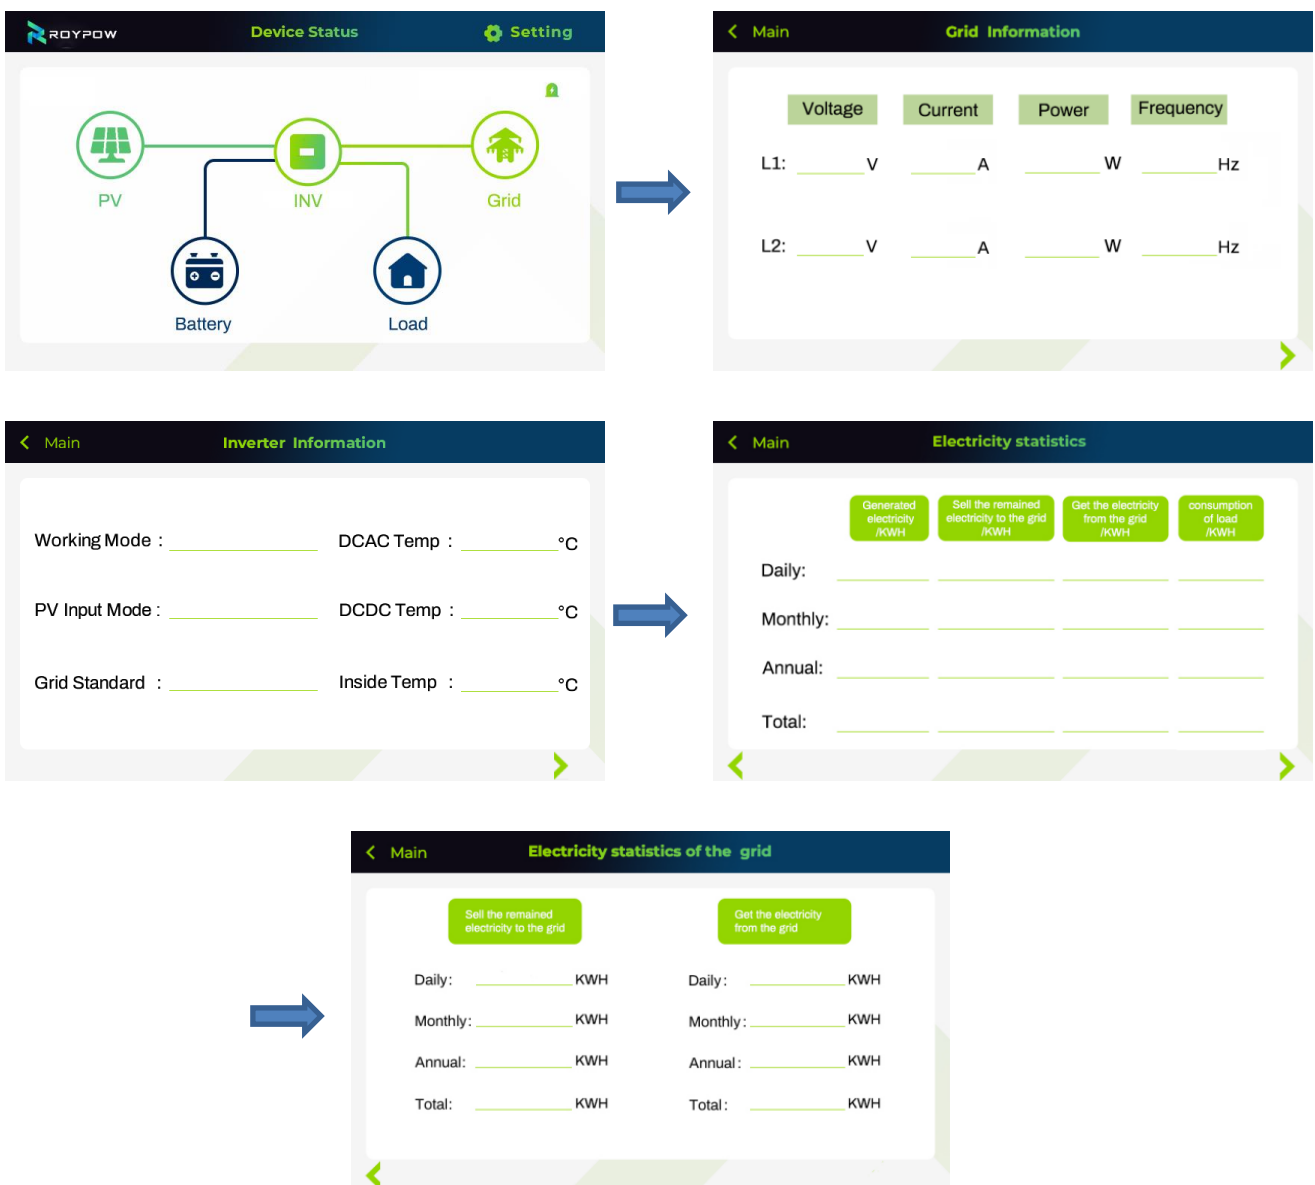 ROYPOW
Device Status
Setting
PV
INV
Grid
Battery
Load
Main
Grid Information
Voltage Current Power Frequency
L1: V A W Hz
L2: V A W Hz
Main
Inverter Information
Working Mode : DCAC Temp : °C
PV Input Mode : DCDC Temp : °C
Grid Standard : Inside Temp : °C
Main
Electricity statistics
Generated
electricity
/KWH
Sell the remained
electricity to the grid
/KWH
Get the electricity
from the grid
/KWH
consumption
of load
/KWH
Daily:
Monthly:
Annual:
Total:
Main
Electricity statistics of the grid
Sell the remained
electricity to the grid
Get the electricity
from the grid
Daily: KWH Daily: KWH
Monthly: KWH Monthly: KWH
Annual: KWH Annual: KWH
Total: KWH Total: KWH